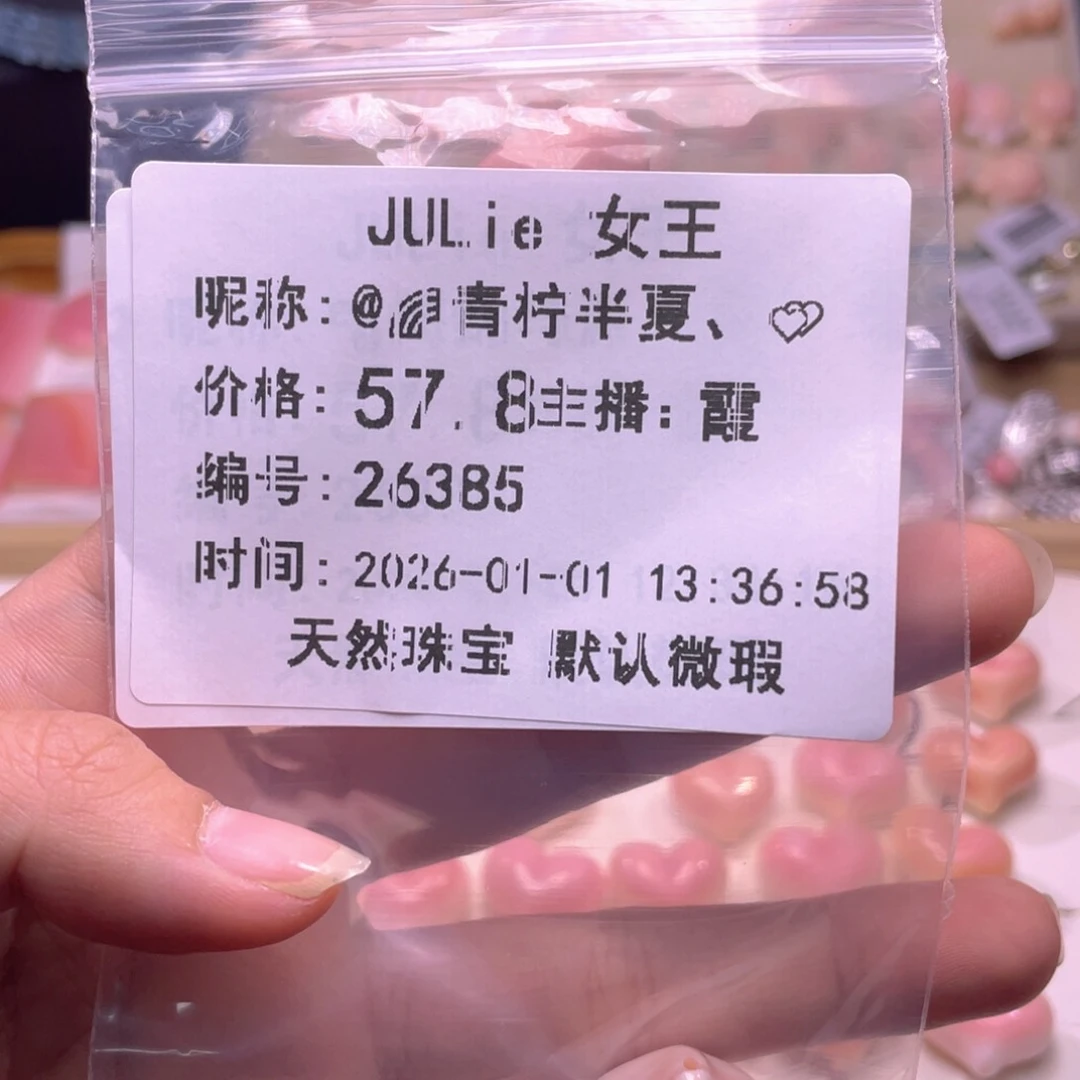 JULie 女王
昵称：@🌈青柠半夏、💕
价格：57.8主播：霞
编号：26385
时间：2026-01-01 13:36:58
天然珠宝 默认微瑕